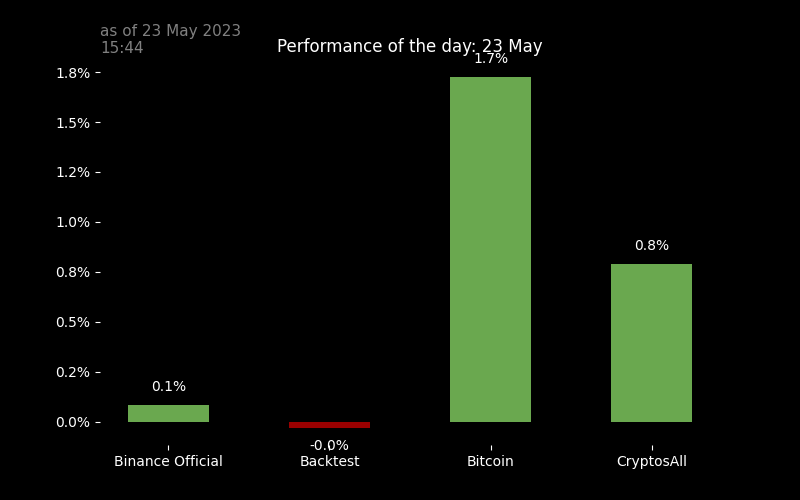 as of 23 May 2023
15:44
Performance of the day: 23 May
1.8%
1.5%
1.2%
1.0%
0.8%
0.5%
0.2%
0.0%
0.1%
-0.0%
1.7%
0.8%
Binance Official
Backtest
Bitcoin
CryptosAll